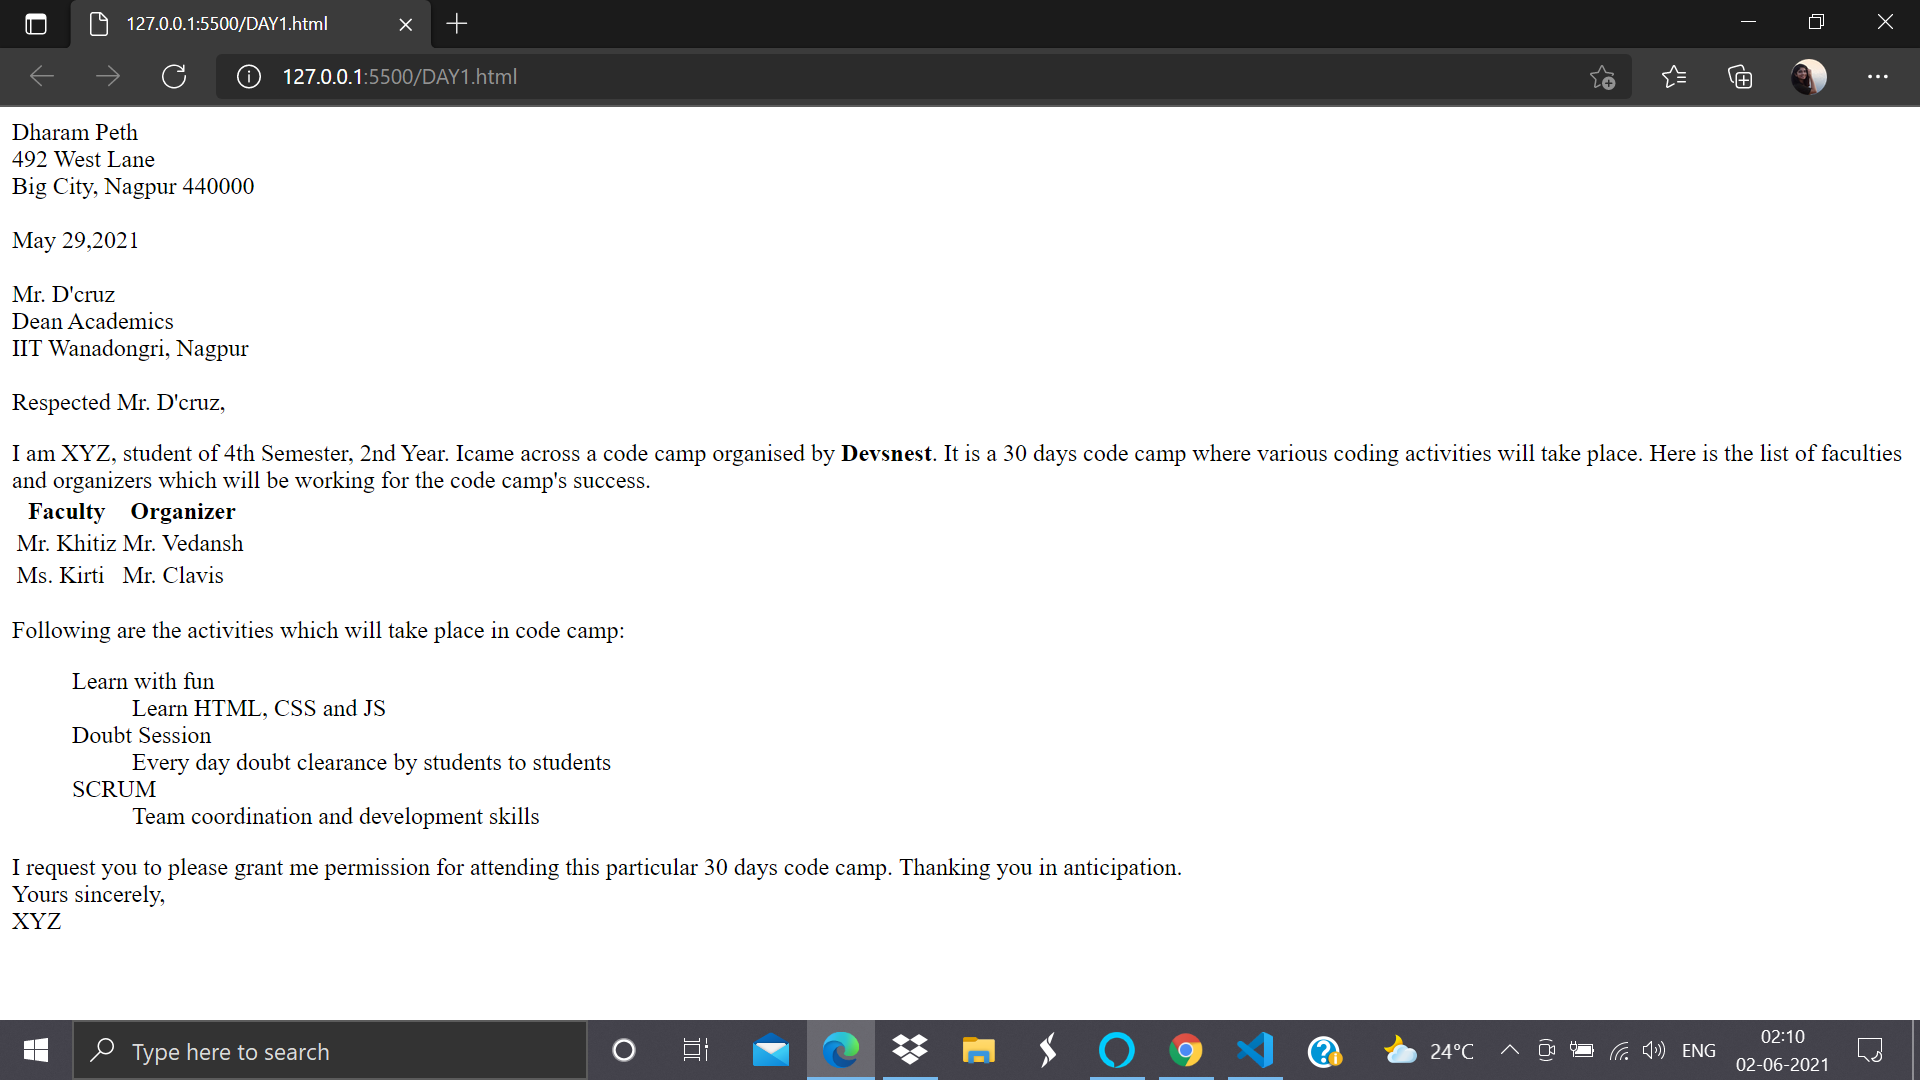 127.0.0.1:5500/DAY1.html
127.0.0.1:5500/DAY1.html
Dharam Peth
492 West Lane
Big City, Nagpur 440000
May 29,2021
Mr. D'cruz
Dean Academics
IIT Wanadongri, Nagpur
Respected Mr. D'cruz,
I am XYZ, student of 4th Semester, 2nd Year. Icame across a code camp organised by Devsnest. It is a 30 days code camp where various coding activities will take place. Here is the list of faculties
and organizers which will be working for the code camp's success.
Faculty Organizer
Mr. Khitiz Mr. Vedansh
Ms. Kirti Mr. Clavis
Following are the activities which will take place in code camp:
Learn with fun
Learn HTML, CSS and JS
Doubt Session
Every day doubt clearance by students to students
SCRUM
Team coordination and development skills
I request you to please grant me permission for attending this particular 30 days code camp. Thanking you in anticipation.
Yours sincerely,
XYZ
Type here to search
24°C
ENG
02:10
02-06-2021